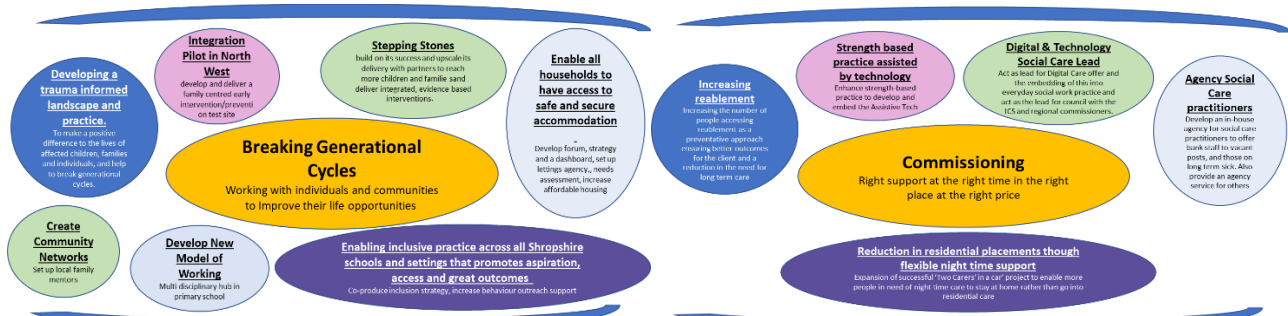 Integration
Pilot in North
West
develop and deliver a
family centred early
intervention/preventi
on test site
Stepping Stones
build on its success and upscale its
delivery with partners to reach
more children and familie sand
deliver integrated, evidence based
interventions.
Enable all
households to
have access to
safe and secure
accommodation
Develop forum, strategy
and a dashboard, set up
lettings agency,, needs
assessment, increase
affordable housing
Developing a
trauma informed
landscape and
practice.
To make a positive
difference to the lives of
affected children, families
and individuals, and help
to break generational
cycles.
Breaking Generational
Cycles
Working with individuals and communities
to Improve their life opportunities
Create
Community
Networks
Set up local family
mentors
Develop New
Model of
Working
Multi disciplinary hub in
primary school
Enabling inclusive practice across all Shropshire
schools and settings that promotes aspiration,
access and great outcomes
Co-produce inclusion strategy, increase behaviour outreach support
Strength based
practice assisted
by technology
Enhance strength-based
practice to develop and
embed the Assistive Tech
Digital & Technology
Social Care Lead
Act as lead for Digital Care offer and
the embedding of this into
everyday social work practice and
act as the lead for council with the
ICS and regional commissioners.
Increasing
reablement
Increasing the number of
people accessing
reablement as a
preventative approach
ensuring better outcomes
for the client and a
reduction in the need for
long term care
Agency Social
Care
practitioners
Develop an in-house
agency for social care
practitioners to offer
bank staff to vacant
posts, and those on
long term sick. Also
provide an agency
service for others
Commissioning
Right support at the right time in the right
place at the right price
Reduction in residential placements though
flexible night time support
Expansion of successful 'Two Carers' in a car' project to enable more
people in need of night time care to stay at home rather than go into
residential care